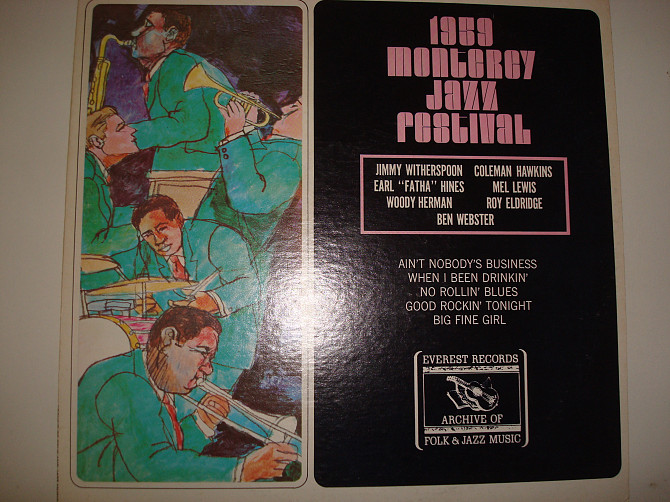 1959
MONTEREY
JAZZ
FESTIVAL
JIMMY WITHERSPOON COLEMAN HAWKINS
EARL "FATHA" HINES MEL LEWIS
WOODY HERMAN ROY ELDRIDGE
BEN WEBSTER
AIN'T NOBODY'S BUSINESS
WHEN I BEEN DRINKIN'
NO ROLLIN' BLUES
GOOD ROCKIN' TONIGHT
BIG FINE GIRL
EVEREST RECORDS
ARCHIVE OF
FOLK & JAZZ MUSIC